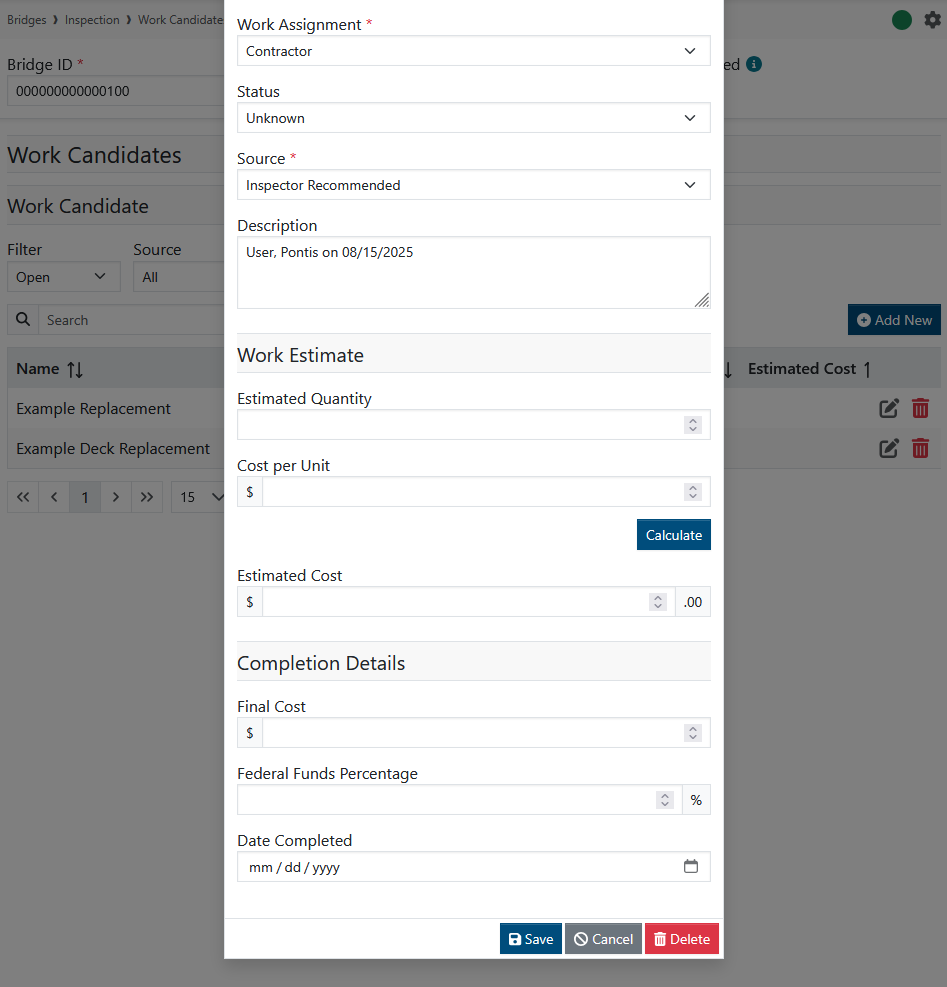 Bridges ❯ Inspection ❯ Work Candidate
Bridge ID *
000000000000100
ed
Work Candidates
Work Candidate
Filter
Source
Open
All
Search
Add New
Name
Estimated Cost
Example Replacement
Example Deck Replacement
1
15
Work Assignment *
Contractor
Status
Unknown
Source *
Inspector Recommended
Description
User, Pontis on 08/15/2025
Work Estimate
Estimated Quantity
Cost per Unit
$
Calculate
Estimated Cost
$ .00
Completion Details
Final Cost
$
Federal Funds Percentage
%
Date Completed
mm / dd / yyyy
Save Cancel Delete